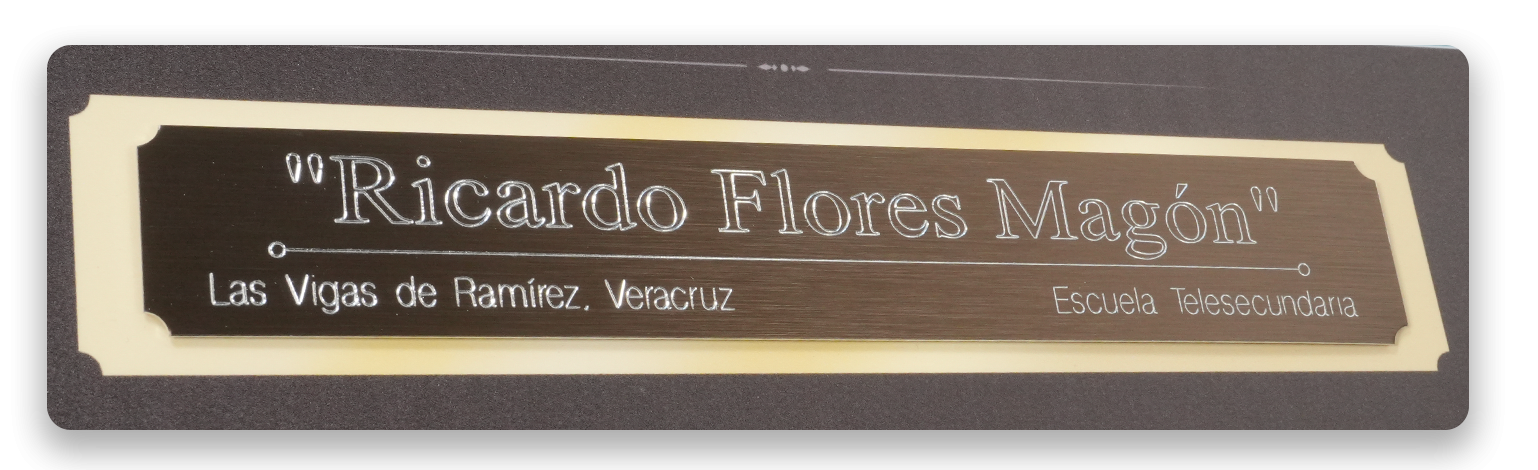 "Ricardo Flores Magón"
Las Vigas de Ramírez, Veracruz
Escuela Telesecundaria